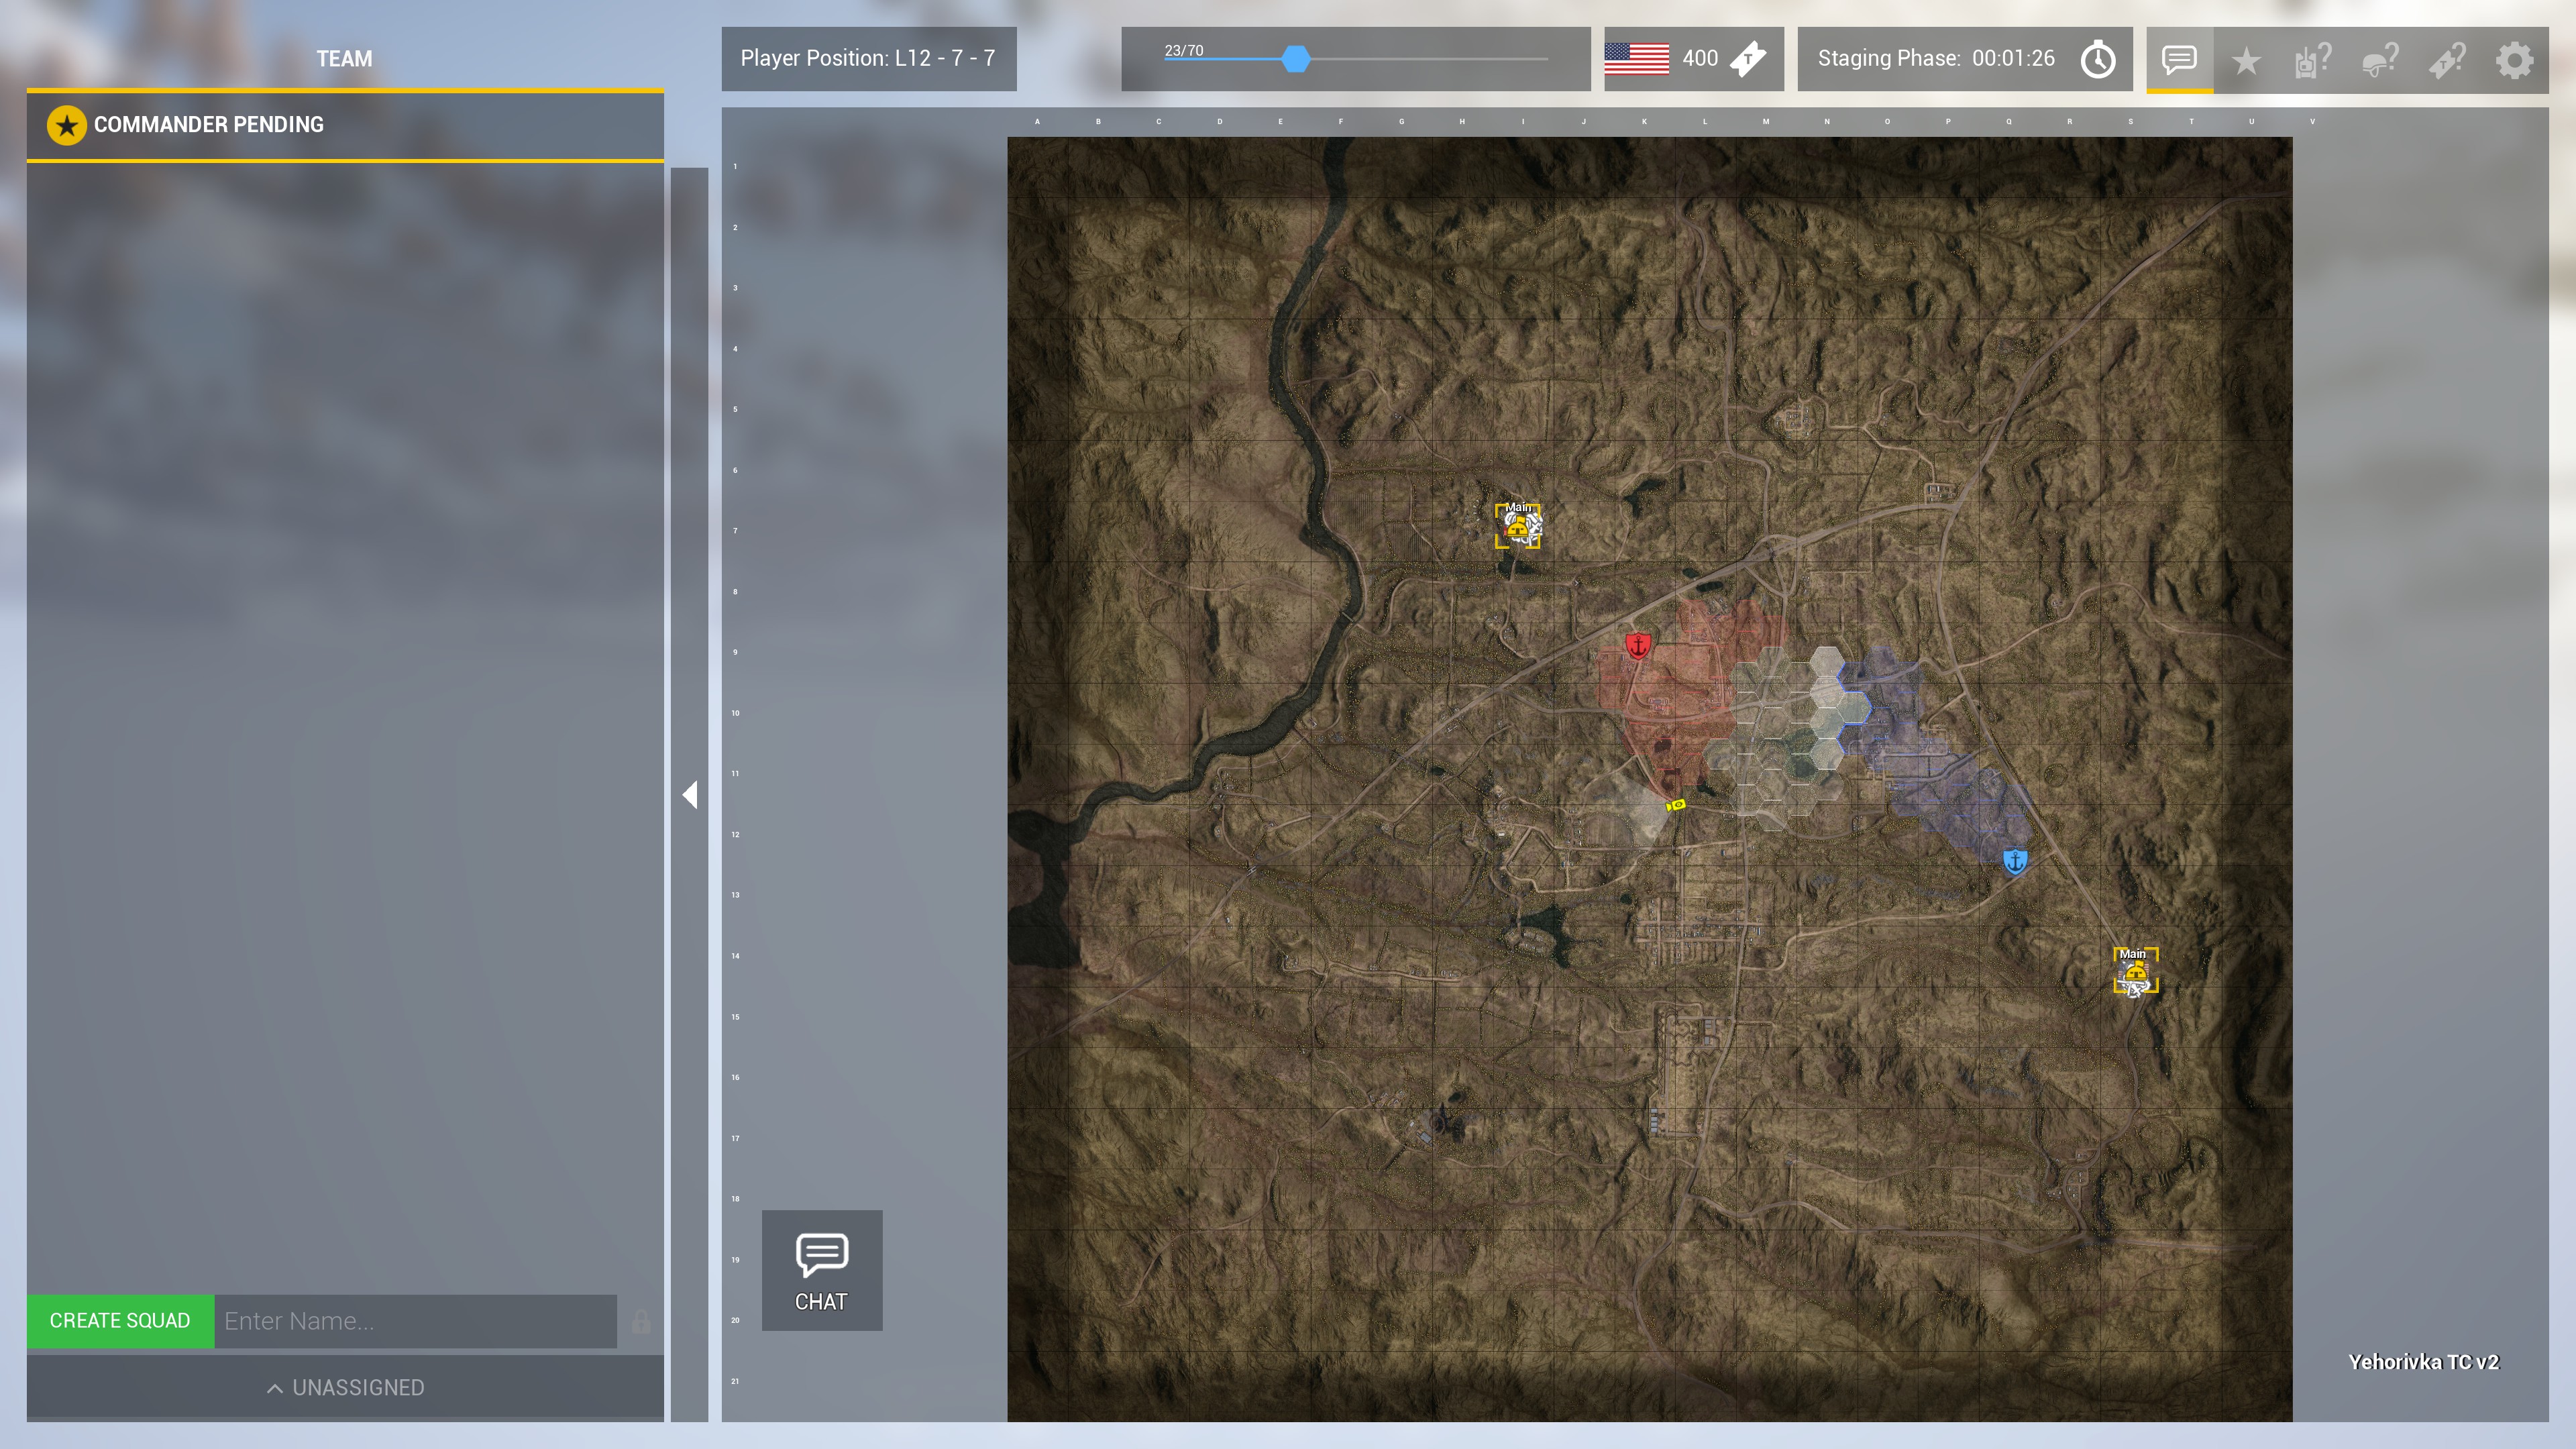 TEAM
COMMANDER PENDING
Player Position: L12 - 7 - 7
23/70
400
Staging Phase: 00:01:26
A B C D E F G H I J K L M N O P Q R S T U V
1
2
3
4
5
6
7
8
9
10
11
12
13
14
15
16
17
18
19
20
21
Main
Main
CHAT
CREATE SQUAD
Enter Name...
UNASSIGNED
Yehorivka TC v2